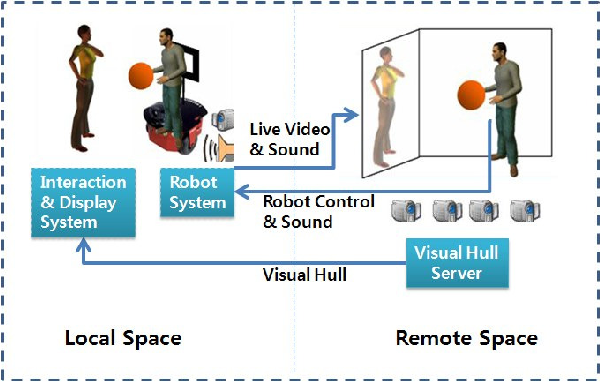 Live Video
& Sound
Interaction
& Display
System
Robot
System
Robot Control
& Sound
Visual Hull
Server
Visual Hull
Local Space
Remote Space